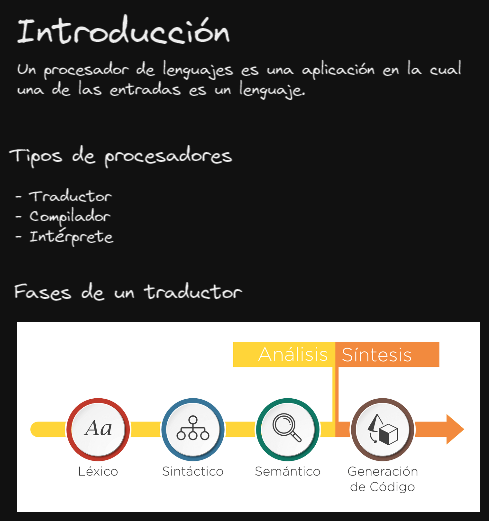 Introducción
Un procesador de lenguajes es una aplicación en la cual
una de las entradas es un lenguaje.
Tipos de procesadores
- Traductor
- Compilador
- Intérprete
Fases de un traductor
Análisis Síntesis
Aa
Léxico
Sintáctico
Semántico
Generación
de Código